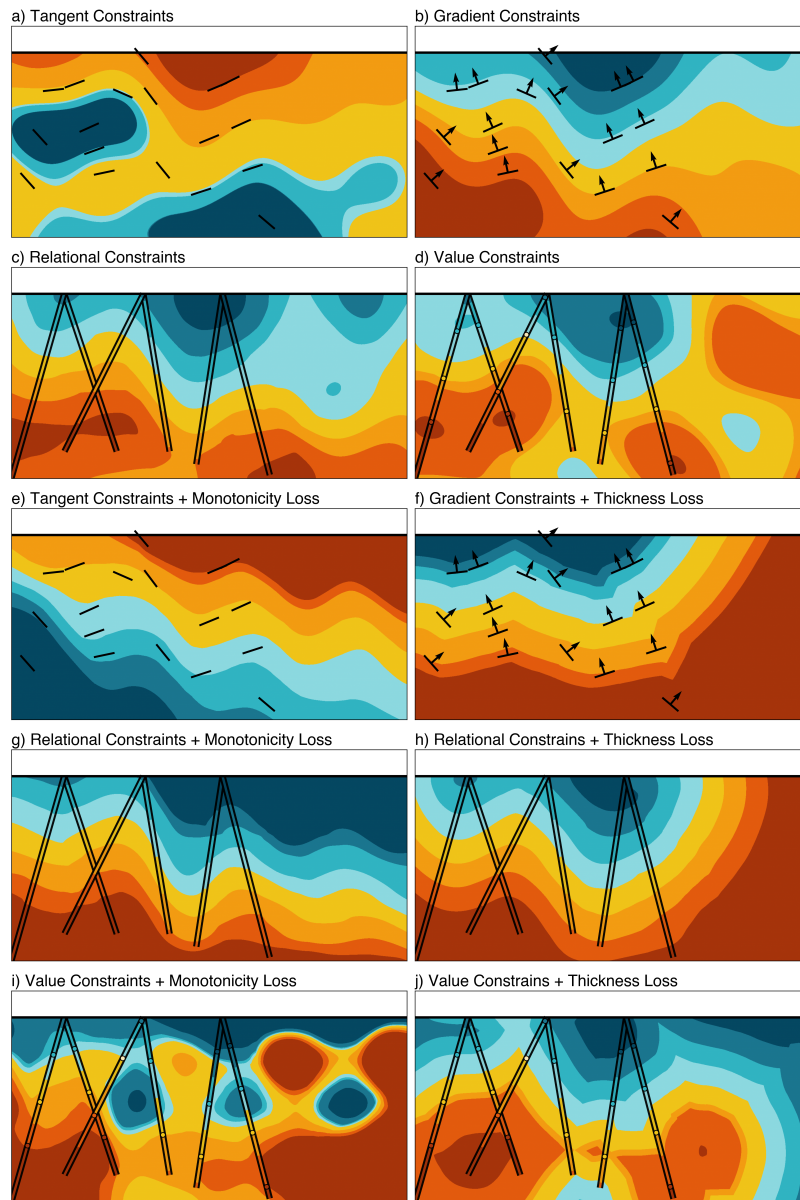 a) Tangent Constraints
b) Gradient Constraints
c) Relational Constraints
d) Value Constraints
e) Tangent Constraints + Monotonicity Loss
f) Gradient Constraints + Thickness Loss
g) Relational Constraints + Monotonicity Loss
h) Relational Constrains + Thickness Loss
i) Value Constraints + Monotonicity Loss
j) Value Constrains + Thickness Loss